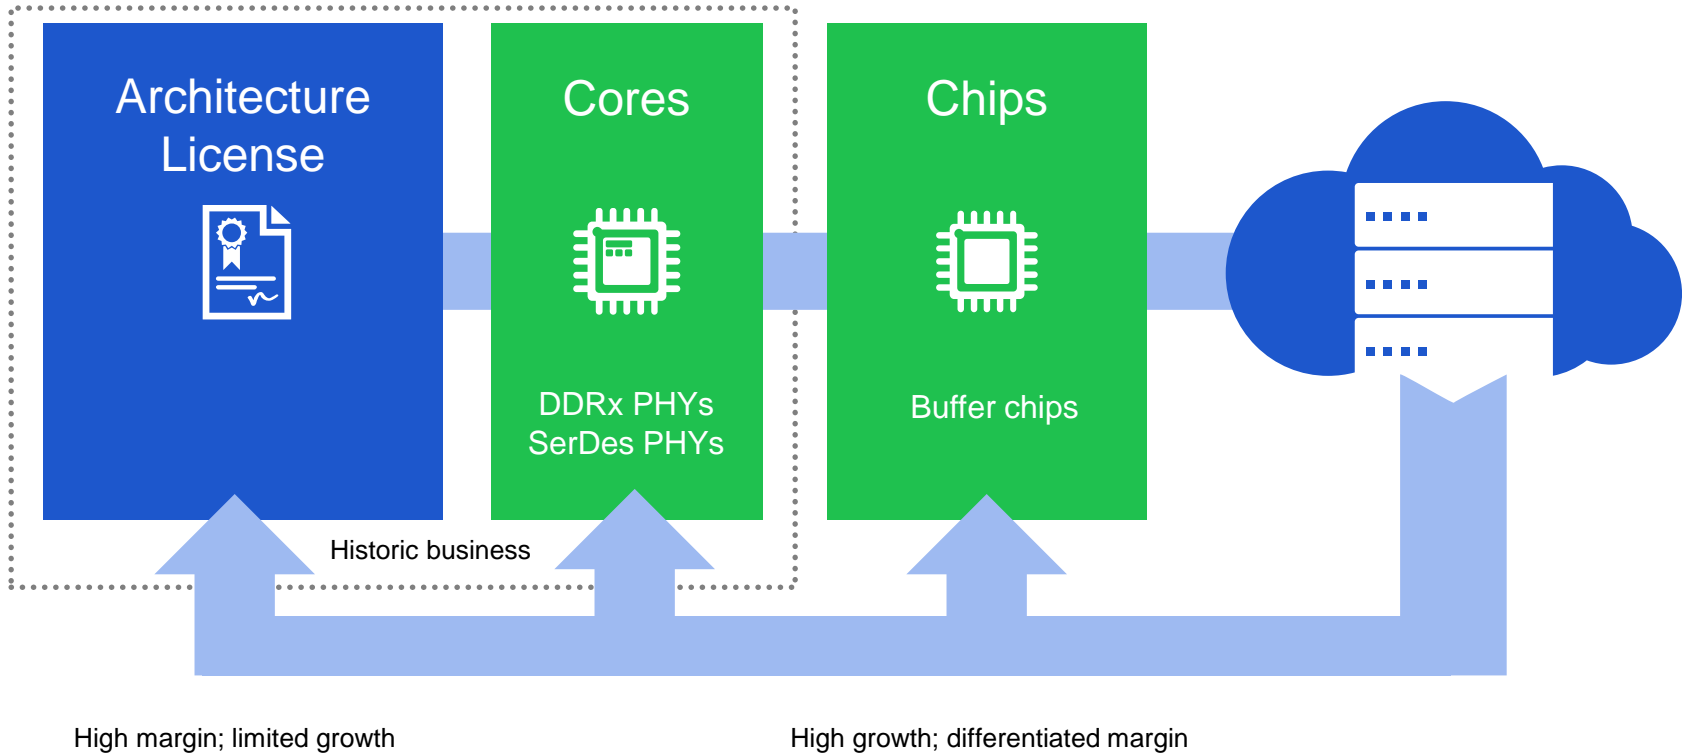 Architecture
License
Cores
DDRx PHYs
SerDes PHYs
Chips
Buffer chips
Historic business
High margin; limited growth
High growth; differentiated margin